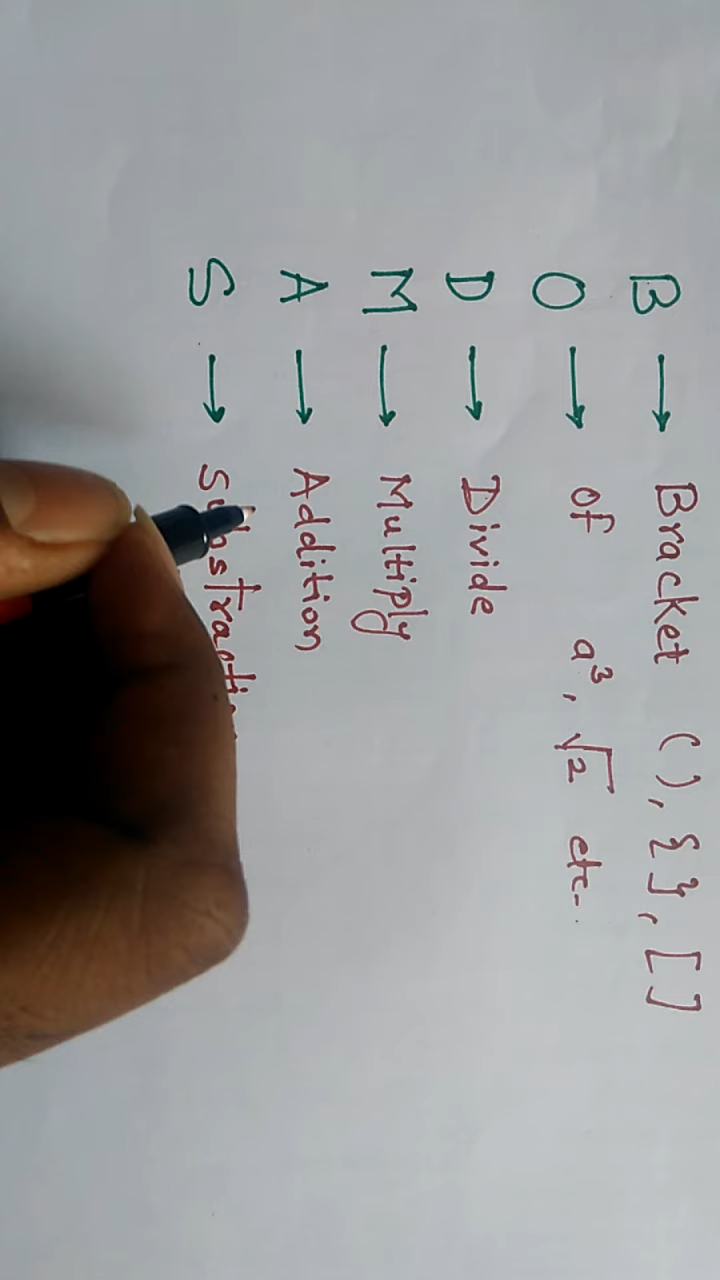 B → Bracket ( ), { }, [ ]
O → of a³, √2 etc.
D → Divide
M → Multiply
A → Addition
S →